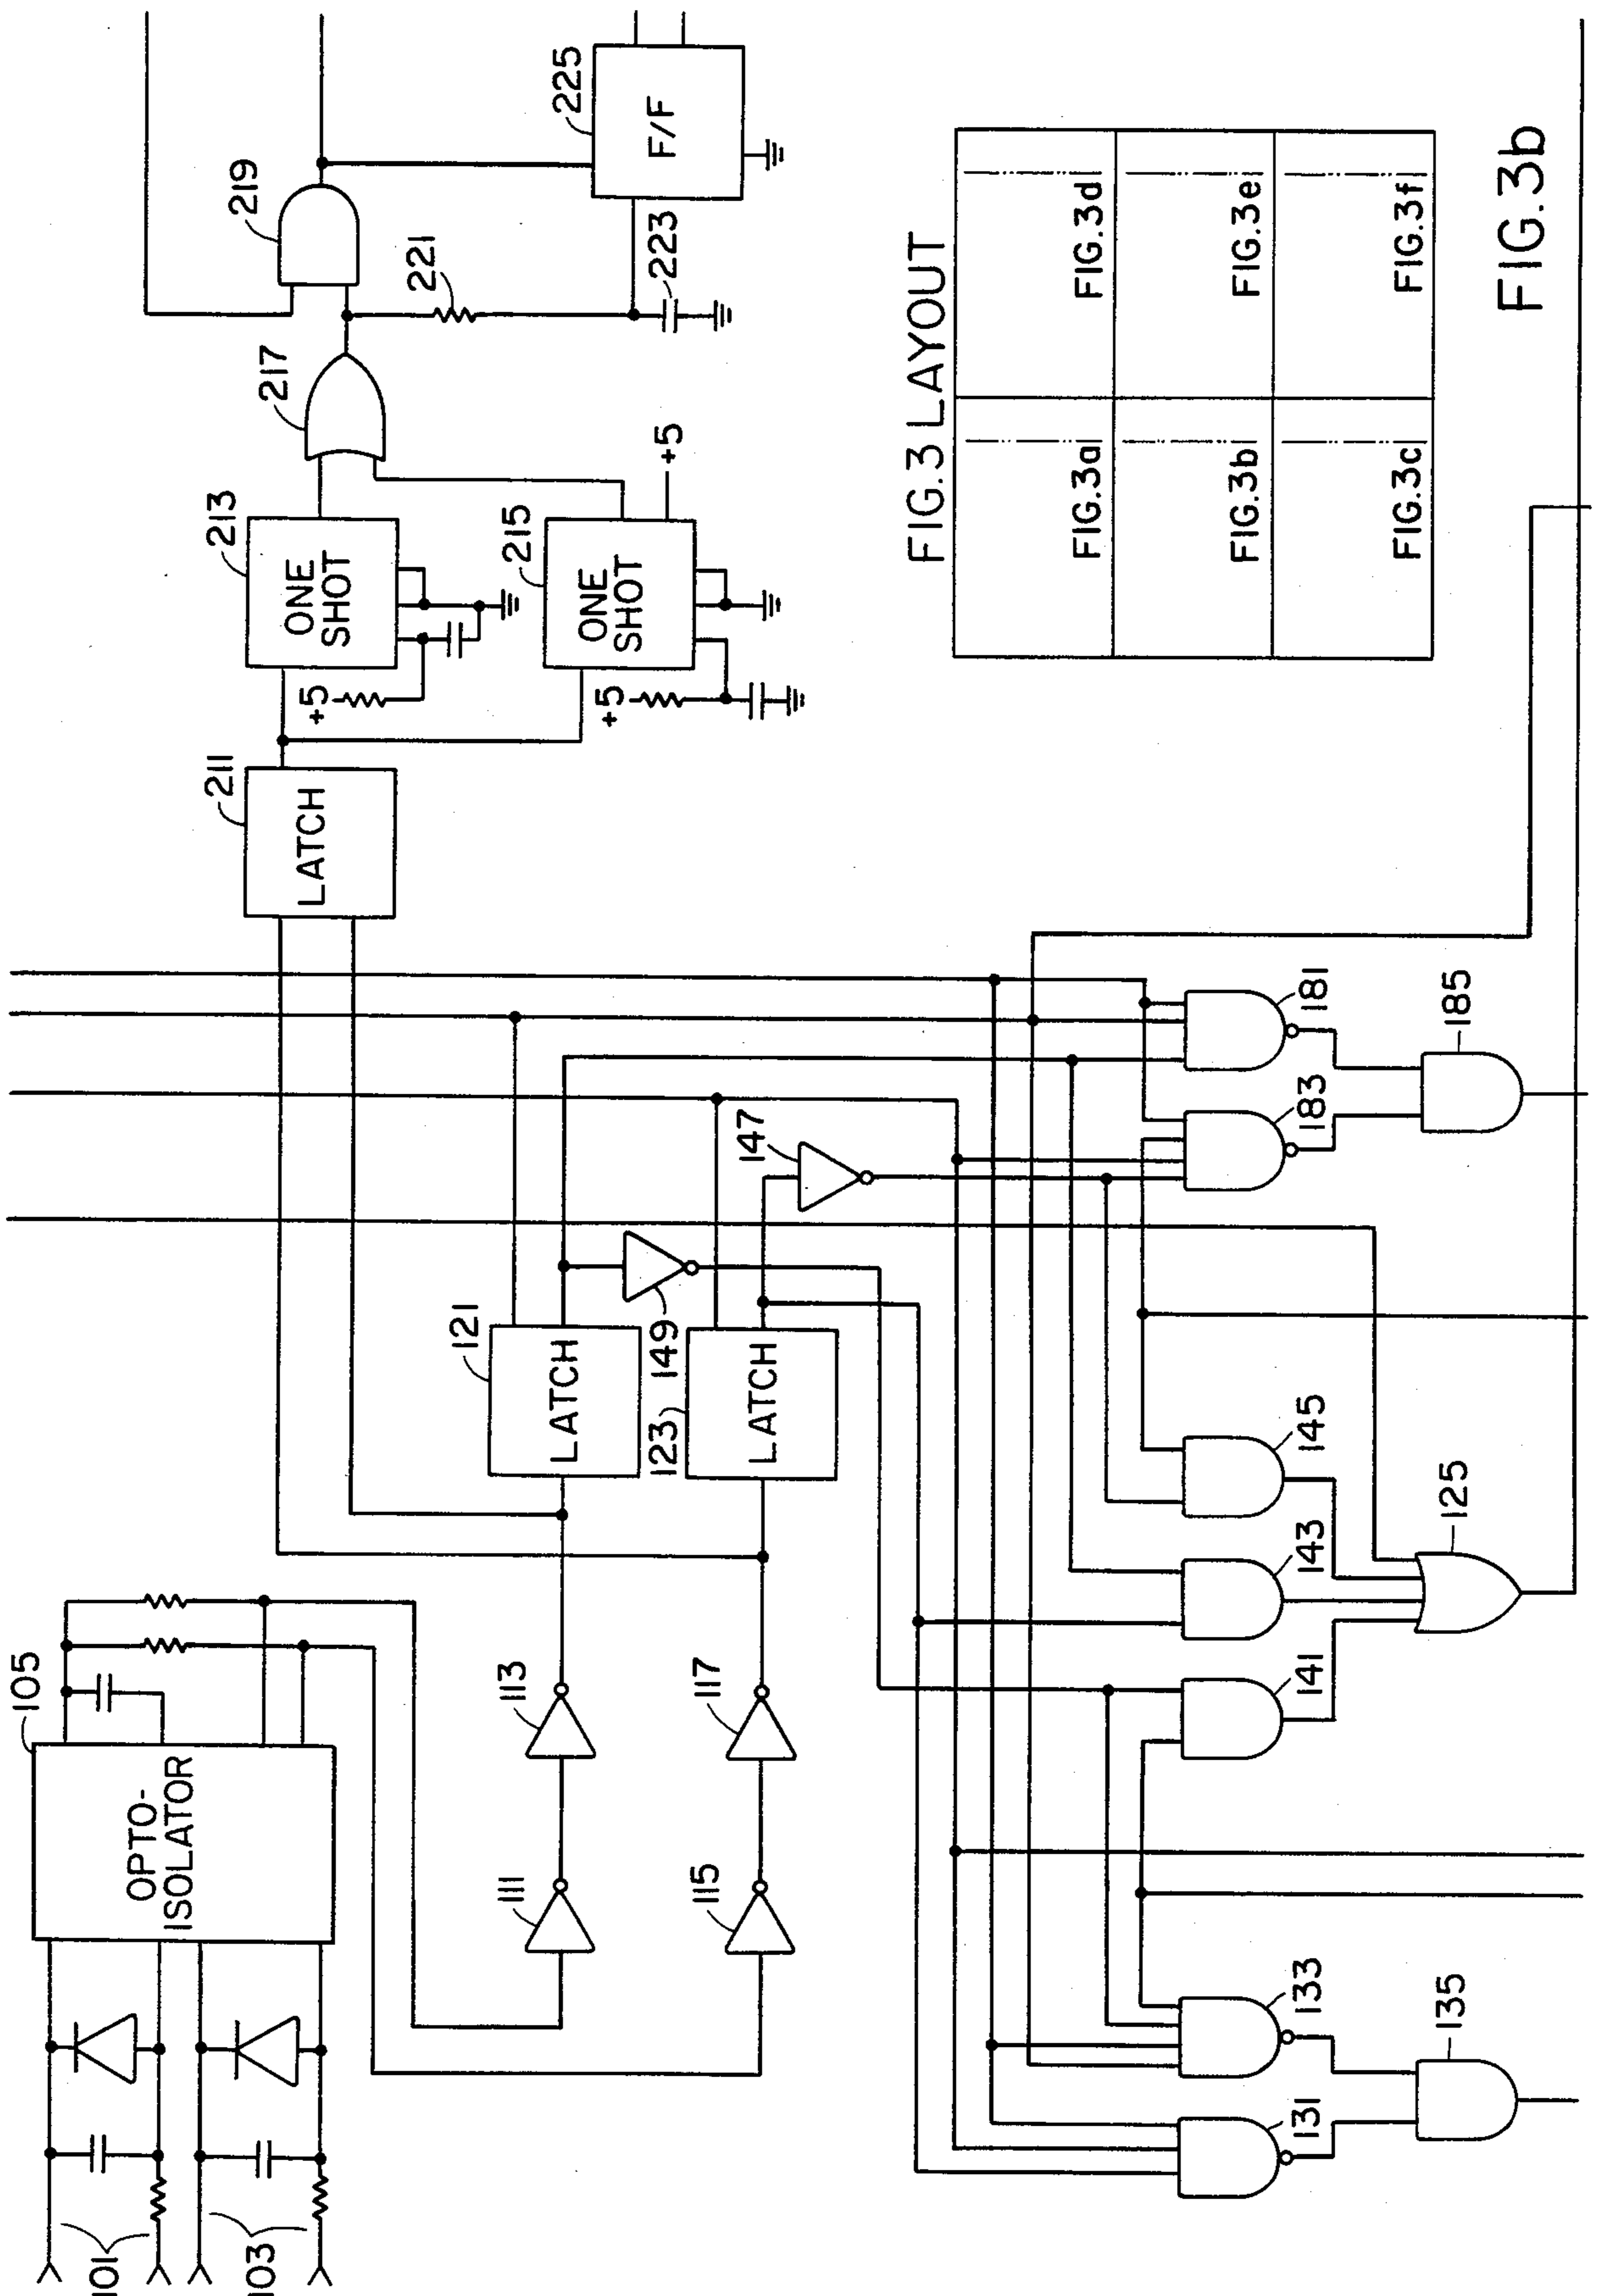 101
103
105
OPTO-
ISOLATOR
111
113
115
117
121
LATCH
123
LATCH
149
147
211
LATCH
213
ONE
SHOT
+5
215
ONE
SHOT
+5
+5
217
219
221
223
225
F/F
131
133
135
141
143
145
125
181
183
185
FIG.3 LAYOUT
FIG.3a
FIG.3d
FIG.3b
FIG.3e
FIG.3c
FIG.3f
FIG.3b